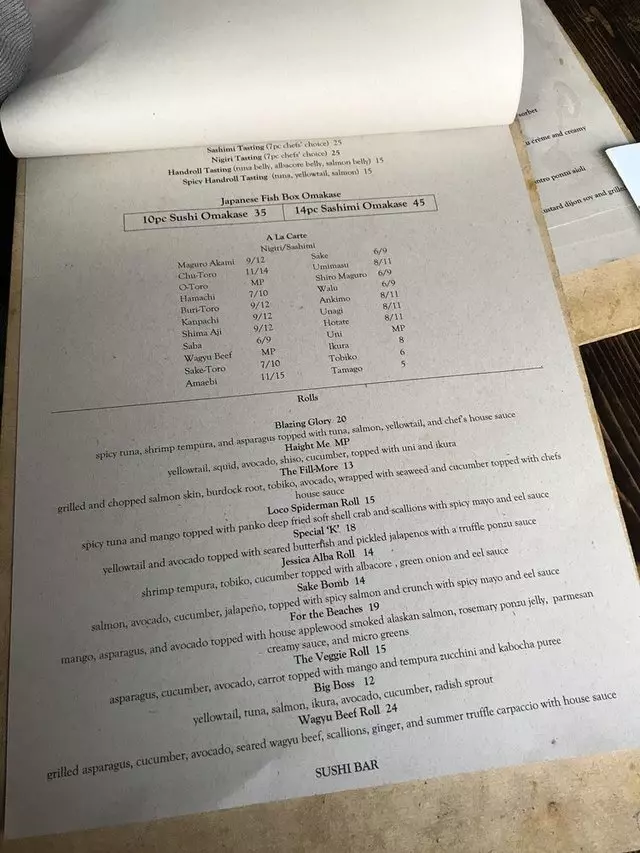 Sashimi Tasting (7pc chefs' choice) 25
Nigiri Tasting (7pc chefs' choice) 25
Handroll Tasting (tuna belly, albacore belly, salmon belly) 15
Spicy Handroll Tasting (tuna, yellowtail, salmon) 15
Japanese Fish Box Omakase
10pc Sushi Omakase 35 14pc Sashimi Omakase 45
A La Carte
Nigiri/Sashimi
Maguro Akami 9/12 Sake 6/9
Chu-Toro 11/14 Umimasu 8/11
O-Toro MP Shiro Maguro 6/9
Hamachi 7/10 Walu 6/9
Buri-Toro 9/12 Ankimo 8/11
Kanpachi 9/12 Unagi 8/11
Shima Aji 9/12 Hotate 8/11
Saba 6/9 Uni MP
Wagyu Beef MP Ikura 8
Sake-Toro 7/10 Tobiko 6
Amaebi 11/15 Tamago 5
Rolls
Blazing Glory 20
spicy tuna, shrimp tempura, and asparagus topped with tuna, salmon, yellowtail, and chef's house sauce
Haight Me MP
yellowtail, squid, avocado, shiso, cucumber, topped with uni and ikura
The Fill-More 13
grilled and chopped salmon skin, burdock root, tobiko, avocado, wrapped with seaweed and cucumber topped with chefs
house sauce
Loco Spiderman Roll 15
spicy tuna and mango topped with panko deep fried soft shell crab and scallions with spicy mayo and eel sauce
Special 'K' 18
yellowtail and avocado topped with seared butterfish and pickled jalapenos with a truffle ponzu sauce
Jessica Alba Roll 14
shrimp tempura, tobiko, cucumber topped with albacore , green onion and eel sauce
Sake Bomb 14
salmon, avocado, cucumber, jalapeño, topped with spicy salmon and crunch with spicy mayo and eel sauce
For the Beaches 19
mango, asparagus, and avocado topped with house applewood smoked alaskan salmon, rosemary ponzu jelly, parmesan
creamy sauce, and micro greens
The Veggie Roll 15
asparagus, cucumber, avocado, carrot topped with mango and tempura zucchini and kabocha puree
Big Boss 12
yellowtail, tuna, salmon, ikura, avocado, cucumber, radish sprout
Wagyu Beef Roll 24
grilled asparagus, cucumber, avocado, seared wagyu beef, scallions, ginger, and summer truffle carpaccio with house sauce
SUSHI BAR
sorbet
crème and creamy
ponzu aioli
dijon soy and